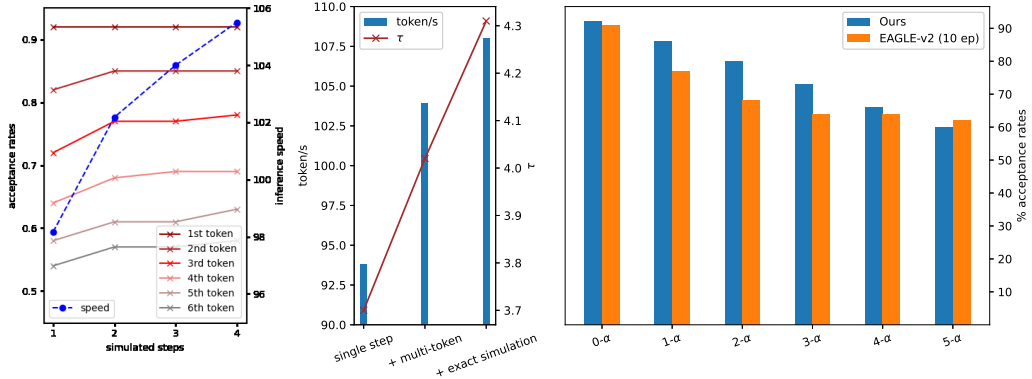 acceptance rates
0.9
0.8
0.7
0.6
0.5
106
104
102
100
98
96
inference speed
1
2
3
4
simulated steps
speed
1st token
2nd token
3rd token
4th token
5th token
6th token
token/s
110.0
107.5
105.0
102.5
100.0
97.5
95.0
92.5
90.0
token/s
τ
4.3
4.2
4.1
4.0
3.9
3.8
3.7
τ
single step
+ multi-token
+ exact simulation
Ours
EAGLE-v2 (10 ep)
90
80
70
60
50
40
30
20
10
% acceptance rates
0-α
1-α
2-α
3-α
4-α
5-α